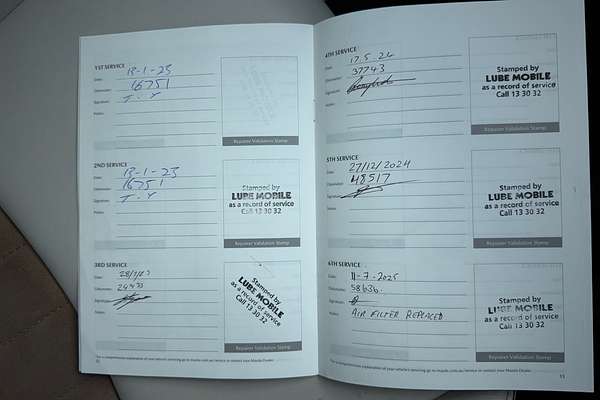 1ST SERVICE
Date: 13-1-23
Odometer: 16751
Signature: T-Y
Notes:
Repairer Validation Stamp
2ND SERVICE
Date: 13-1-23
Odometer: 16751
Signature: T-Y
Notes:
Stamped by
LUBE MOBILE
as a record of service
Call 13 30 32
Repairer Validation Stamp
3RD SERVICE
Date:
Odometer:
Signature:
Notes:
Stamped by
LUBE MOBILE
as a record of service
Call 13 30 32
Repairer Validation Stamp
4TH SERVICE
Date: 17.5.24
Odometer: 37743
Signature:
Notes:
Stamped by
LUBE MOBILE
as a record of service
Call 13 30 32
Repairer Validation Stamp
5TH SERVICE
Date: 27/12/2024
Odometer: 48517
Signature:
Notes:
Stamped by
LUBE MOBILE
as a record of service
Call 13 30 32
Repairer Validation Stamp
6TH SERVICE
Date: 11-7-2025
Odometer: 58636.
Signature:
Notes: AIR FILTER REPLACED
Stamped by
LUBE MOBILE
as a record of service
Call 13 30 32
Repairer Validation Stamp